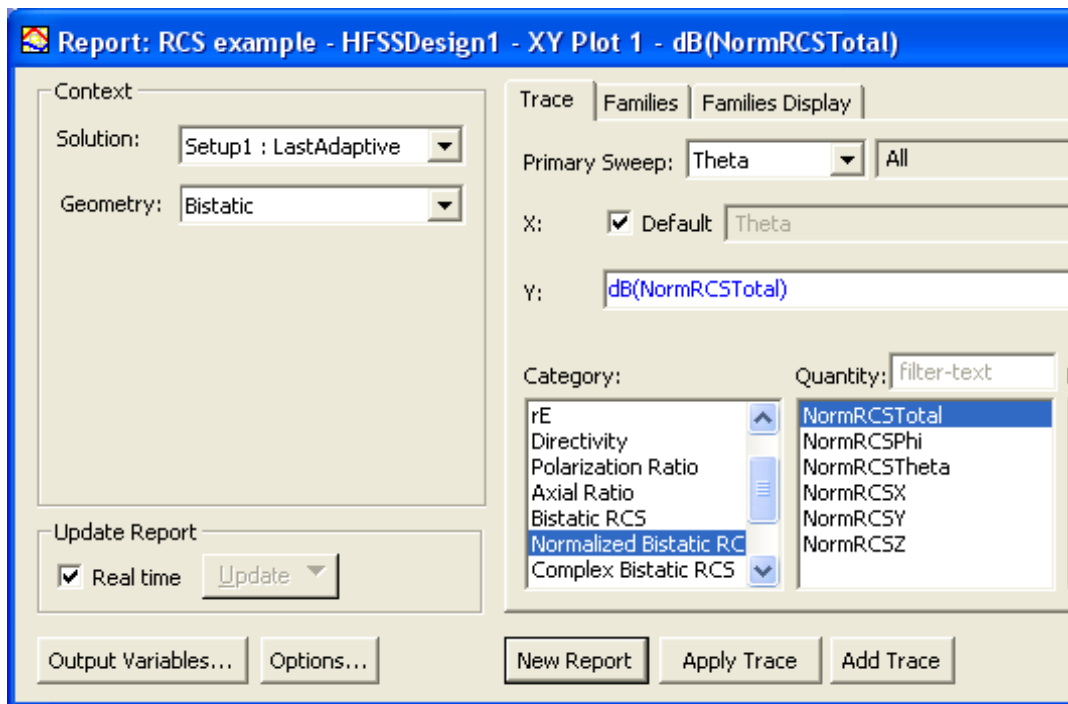 Report: RCS example - HFSSDesign1 - XY Plot 1 - dB(NormRCSTotal)
Context
Solution: Setup1 : LastAdaptive
Geometry: Bistatic
Update Report
Real time Update
Output Variables... Options...
Trace Families Families Display
Primary Sweep: Theta All
X: Default Theta
Y: dB(NormRCSTotal)
Category:
rE
Directivity
Polarization Ratio
Axial Ratio
Bistatic RCS
Normalized Bistatic RC
Complex Bistatic RCS
Quantity: filter-text
NormRCSTotal
NormRCSPhi
NormRCSTheta
NormRCSX
NormRCSY
NormRCSZ
New Report Apply Trace Add Trace